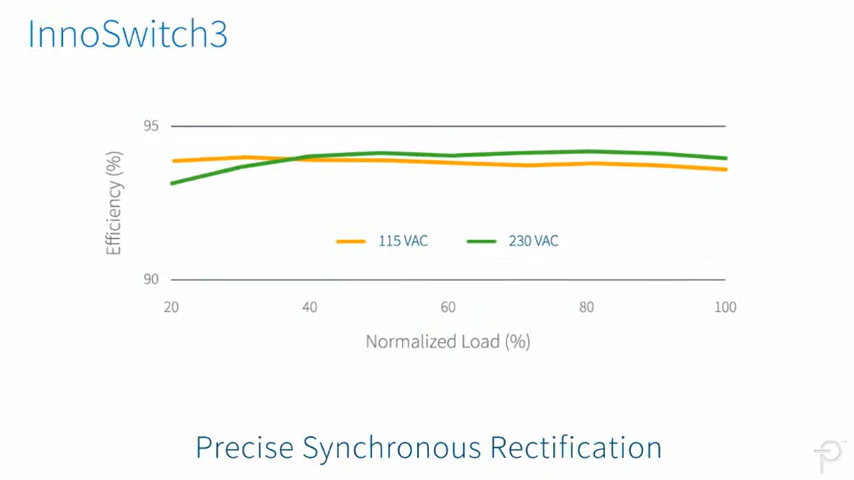 InnoSwitch3
95
Efficiency (%)
115 VAC
230 VAC
90
20
40
60
80
100
Normalized Load (%)
Precise Synchronous Rectification